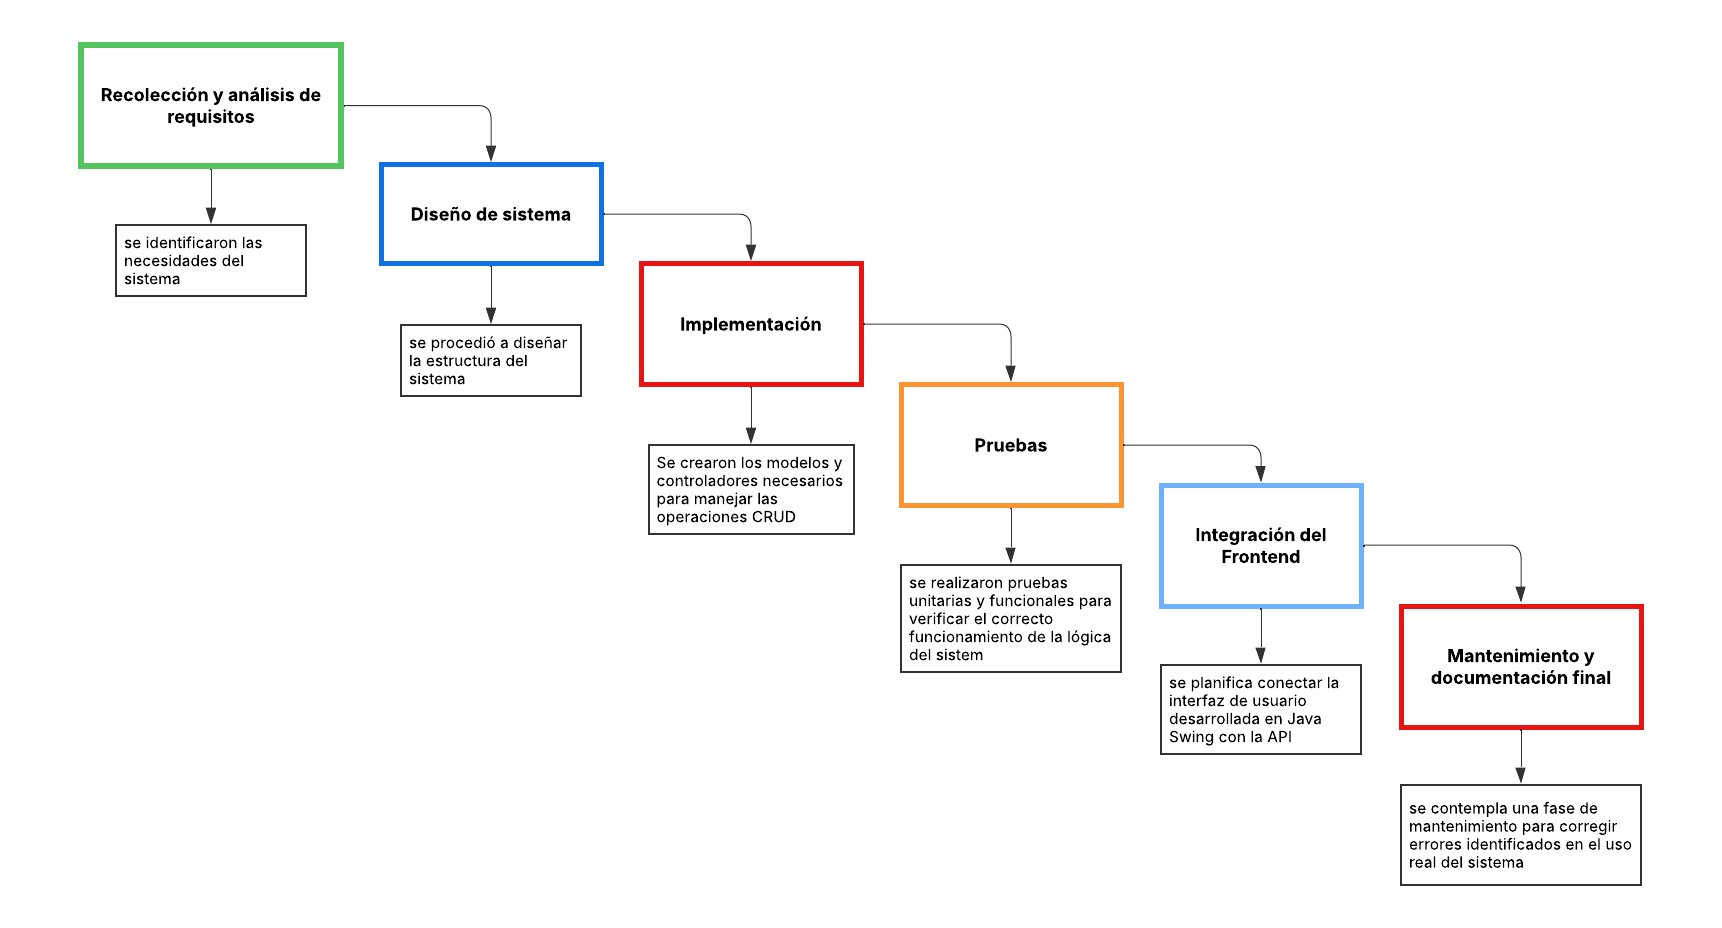 Recolección y análisis de
requisitos
se identificaron las
necesidades del
sistema
Diseño de sistema
se procedió a diseñar
la estructura del
sistema
Implementación
Se crearon los modelos y
controladores necesarios
para manejar las
operaciones CRUD
Pruebas
se realizaron pruebas
unitarias y funcionales para
verificar el correcto
funcionamiento de la lógica
del sistem
Integración del
Frontend
se planifica conectar la
interfaz de usuario
desarrollada en Java
Swing con la API
Mantenimiento y
documentación final
se contempla una fase de
mantenimiento para corregir
errores identificados en el uso
real del sistema